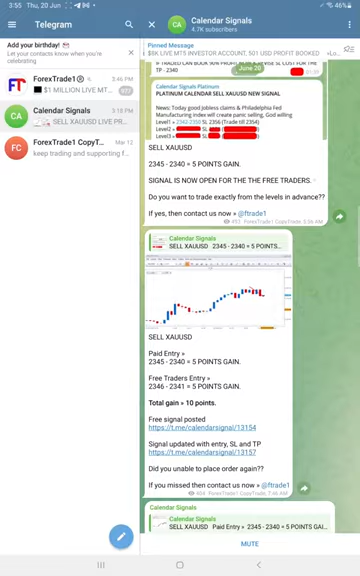 3:55 Thu, 20 Jun
46%
Telegram
Calendar Signals
4.7K subscribers
Add your birthday!
Let your contacts know when you're celebrating
Pinned Message
$8K LIVE MT5 INVESTOR ACCOUNT, 501 USD PROFIT BOOKED
ForexTrade1
3:46 PM
$1 MILLION LIVE MT…
Calendar Signals
3:18 PM
SELL XAUUSD LIVE PR…
ForexTrade1 CopyT…
Mar 12
keep trading and supporting f…
TP - 2340
June 20
Calendar Signals Platinum
PLATINUM CALENDAR SELL XAUUSD NEW SIGNAL
News: Today good jobless claims & Philadelphia Fed
Manufacturing index will create panic selling, God willing
Level1 = 2342-2358 SL 2356 (Trade till 2354)
Level2 =
Level3 =
SELL XAUUSD
2345 - 2340 = 5 POINTS GAIN.
SIGNAL IS NOW OPEN FOR THE THE FREE TRADERS.
Do you want to trade exactly from the levels in advance??
If yes, then contact us now » @ftrade1
ForexTrade1 CopyTrade, 5:36 AM
Calendar Signals
SELL XAUUSD 2345 - 2340 = 5 POINTS…
SELL XAUUSD
Paid Entry »
2345 - 2340 = 5 POINTS GAIN.
Free Traders Entry »
2346 - 2341 = 5 POINTS GAIN.
Total gain » 10 points.
Free signal posted
https://t.me/calendarsignal/13154
Signal updated with entry, SL and TP
https://t.me/calendarsignal/13157
Did you unable to place order again??
If you missed then contact us now » @ftrade1
404 ForexTrade1 CopyTrade, 7:46 AM
Calendar Signals
SELL XAUUSD Paid Entry » 2345 - 2340 = 5 POINTS GAI…
MUTE